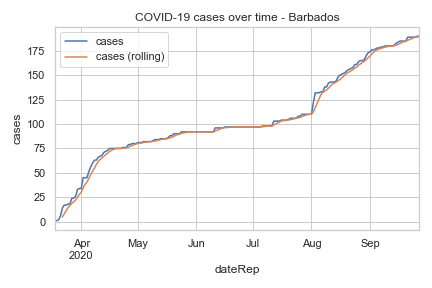 COVID-19 cases over time - Barbados
cases
cases (rolling)
175
150
125
100
75
50
25
0
cases
Apr
2020
May
Jun
Jul
Aug
Sep
dateRep